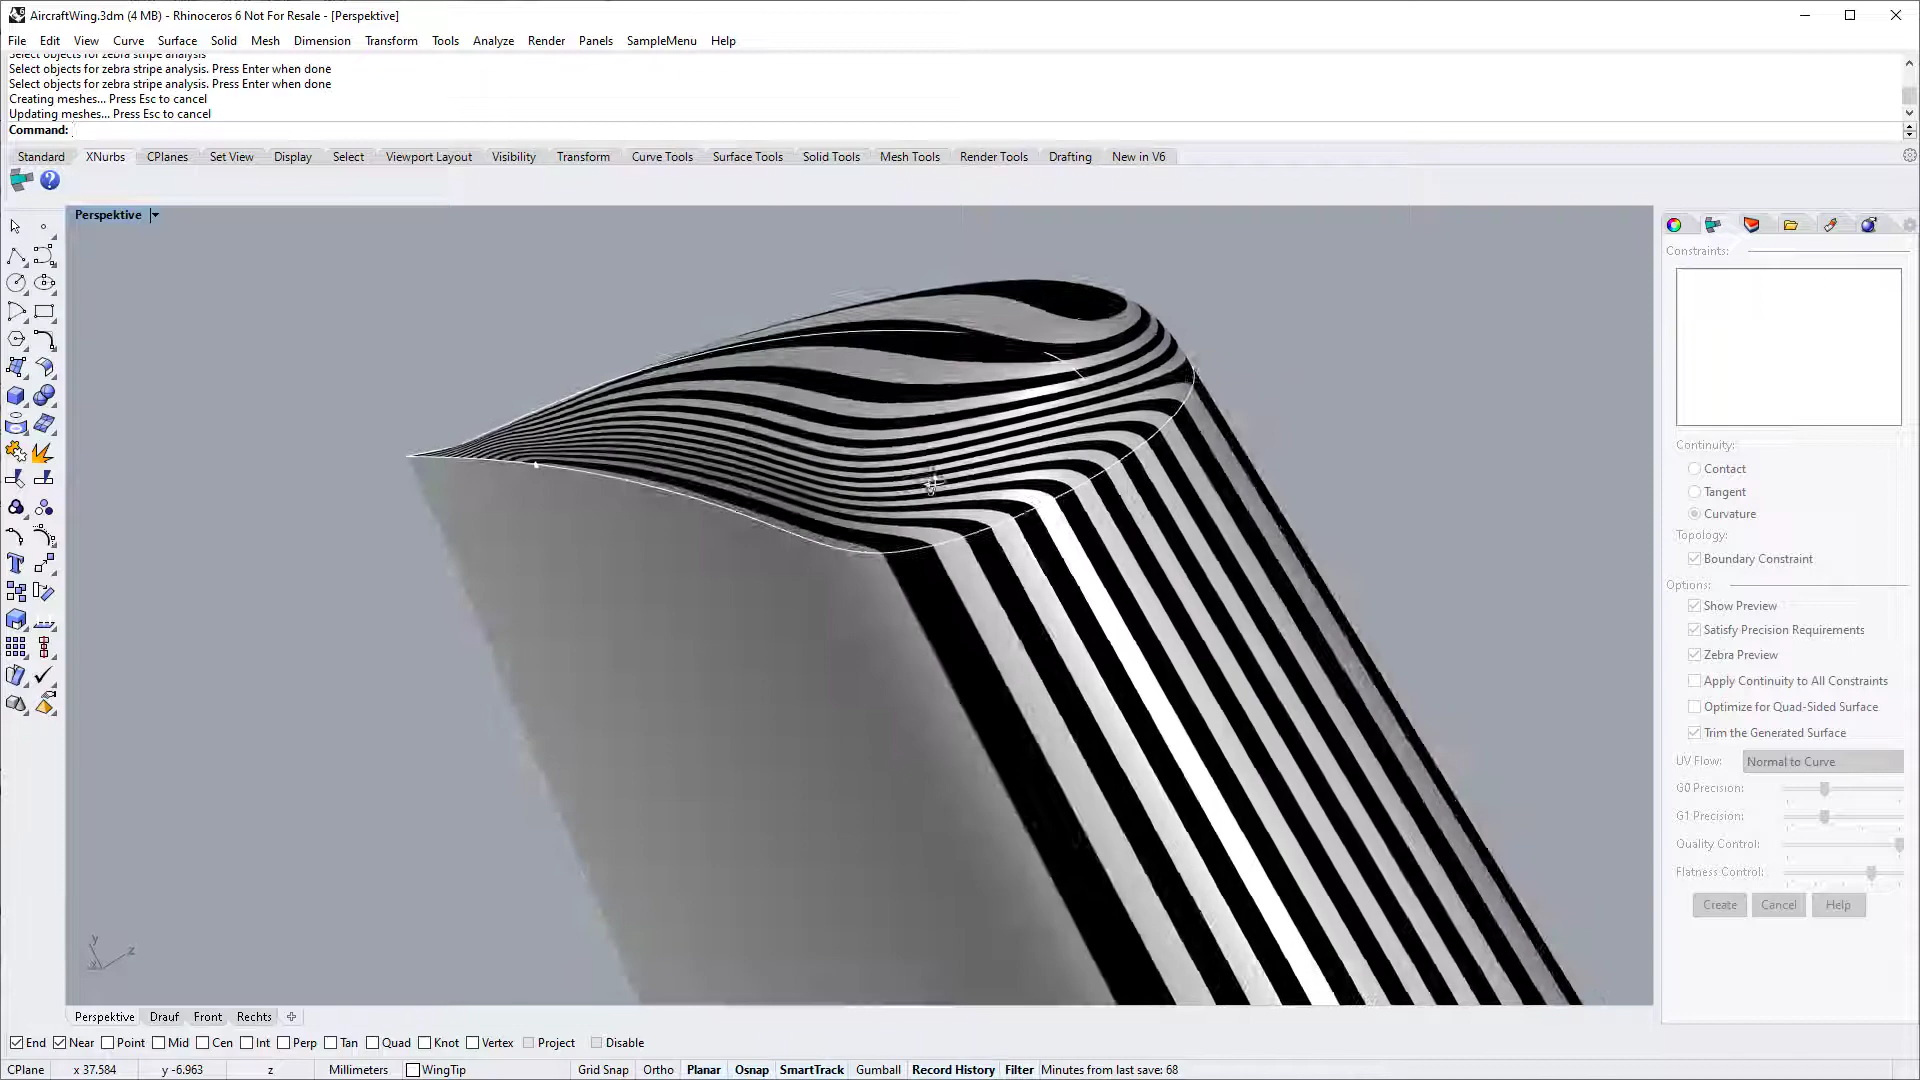 AircraftWing.3dm (4 MB) - Rhinoceros 6 Not For Resale - [Perspektive]
File Edit View Curve Surface Solid Mesh Dimension Transform Tools Analyze Render Panels SampleMenu Help
Select objects for zebra stripe analysis
Select objects for zebra stripe analysis. Press Enter when done
Select objects for zebra stripe analysis. Press Enter when done
Creating meshes... Press Esc to cancel
Updating meshes... Press Esc to cancel
Command:
Standard XNurbs CPlanes Set View Display Select Viewport Layout Visibility Transform Curve Tools Surface Tools Solid Tools Mesh Tools Render Tools Drafting New in V6
Perspektive
Constraints:
Continuity:
Contact
Tangent
Curvature
Topology:
Boundary Constraint
Options:
Show Preview
Satisfy Precision Requirements
Zebra Preview
Apply Continuity to All Constraints
Optimize for Quad-Sided Surface
Trim the Generated Surface
UV Flow: Normal to Curve
G0 Precision:
G1 Precision:
Quality Control:
Flatness Control:
Create Cancel Help
y
z
x
Perspektive Drauf Front Rechts
End Near Point Mid Cen Int Perp Tan Quad Knot Vertex Project Disable
CPlane x 37.584 y -6.963 z Millimeters WingTip Grid Snap Ortho Planar Osnap SmartTrack Gumball Record History Filter Minutes from last save: 68